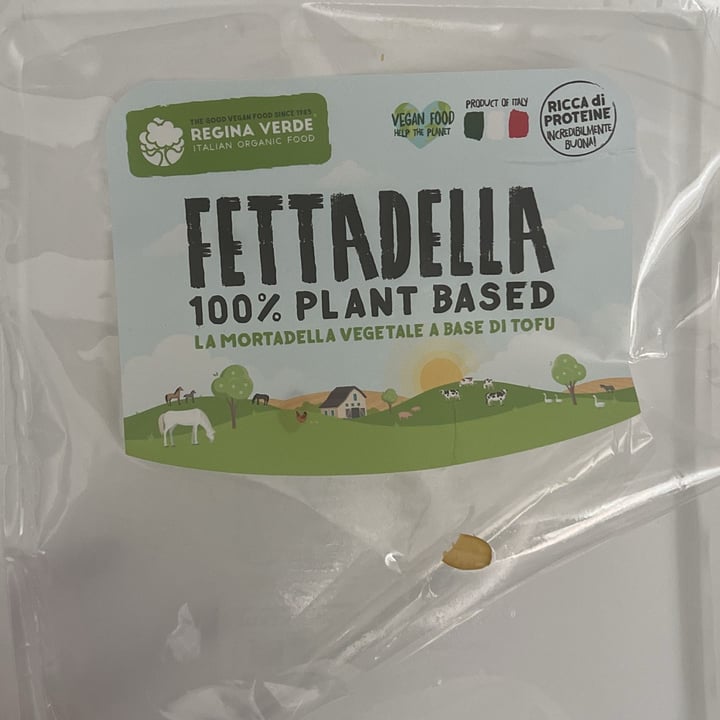 THE GOOD VEGAN FOOD SINCE 1985
REGINA VERDE
ITALIAN ORGANIC FOOD
VEGAN FOOD
HELP THE PLANET
PRODUCT OF ITALY
RICCA di
PROTEINE
INCREDIBILMENTE
BUONA!
FETTADELLA
100% PLANT BASED
LA MORTADELLA VEGETALE A BASE DI TOFU